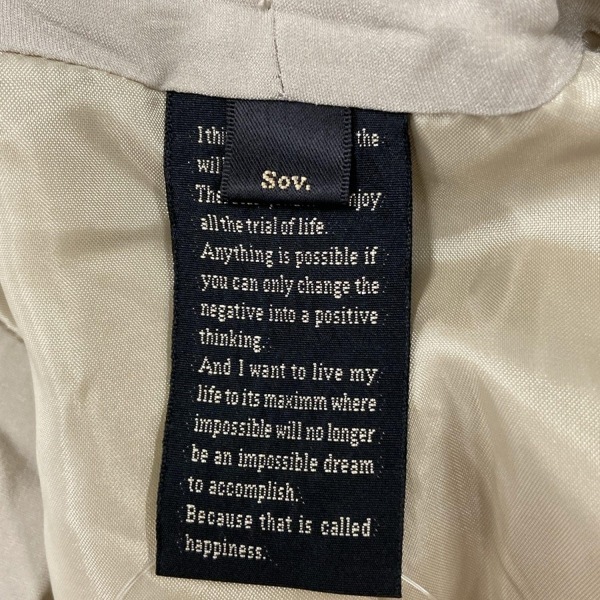 I the
Sov.
enjoy
all the trial of life.
Anything is possible if
you can only change the
negative into a positive
thinking.
And I want to live my
life to its maximm where
impossible will no longer
be an impossible dream
to accomplish.
Because that is called
happiness.